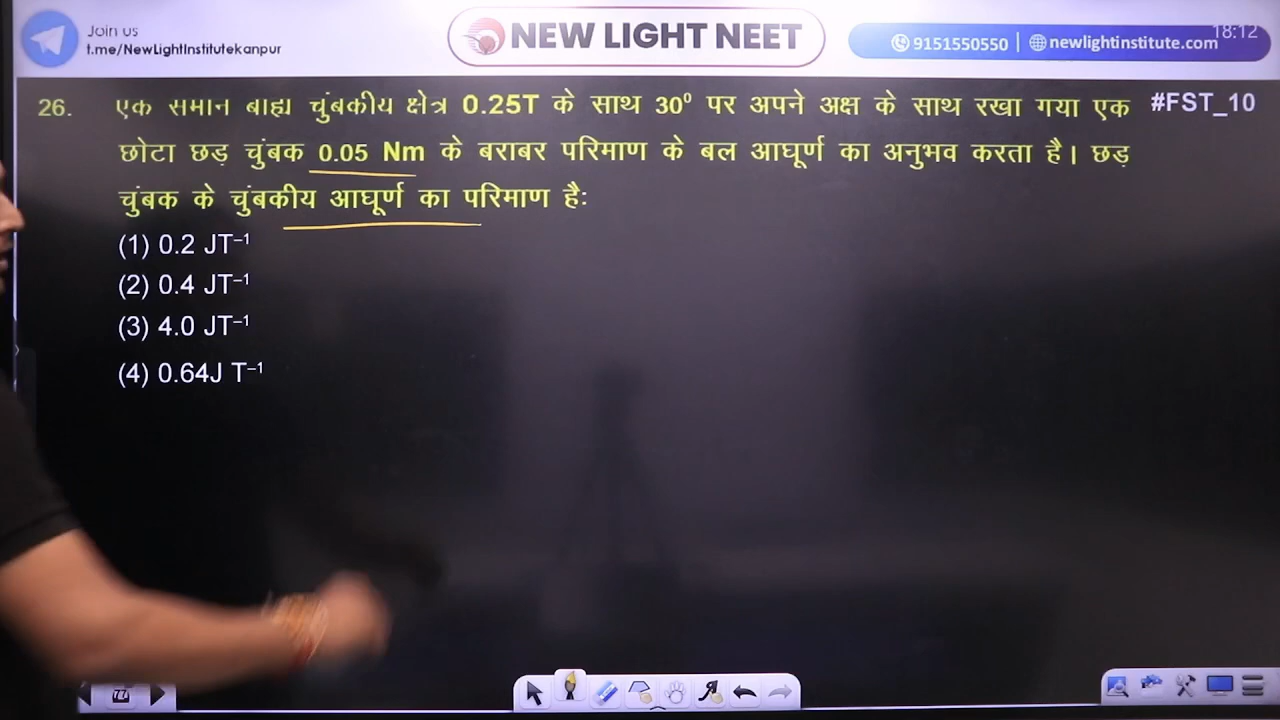 Join us
t.me/NewLightInstitutekanpur
NEW LIGHT NEET
9151550550 | newlightinstitute.com
18:12
#FST_10
26. एक समान बाह्य चुंबकीय क्षेत्र 0.25T के साथ 30⁰ पर अपने अक्ष के साथ रखा गया एक
छोटा छड़ चुंबक 0.05 Nm के बराबर परिमाण के बल आघूर्ण का अनुभव करता है। छड़
चुंबक के चुंबकीय आघूर्ण का परिमाण है:
(1) 0.2 JT⁻¹
(2) 0.4 JT⁻¹
(3) 4.0 JT⁻¹
(4) 0.64J T⁻¹